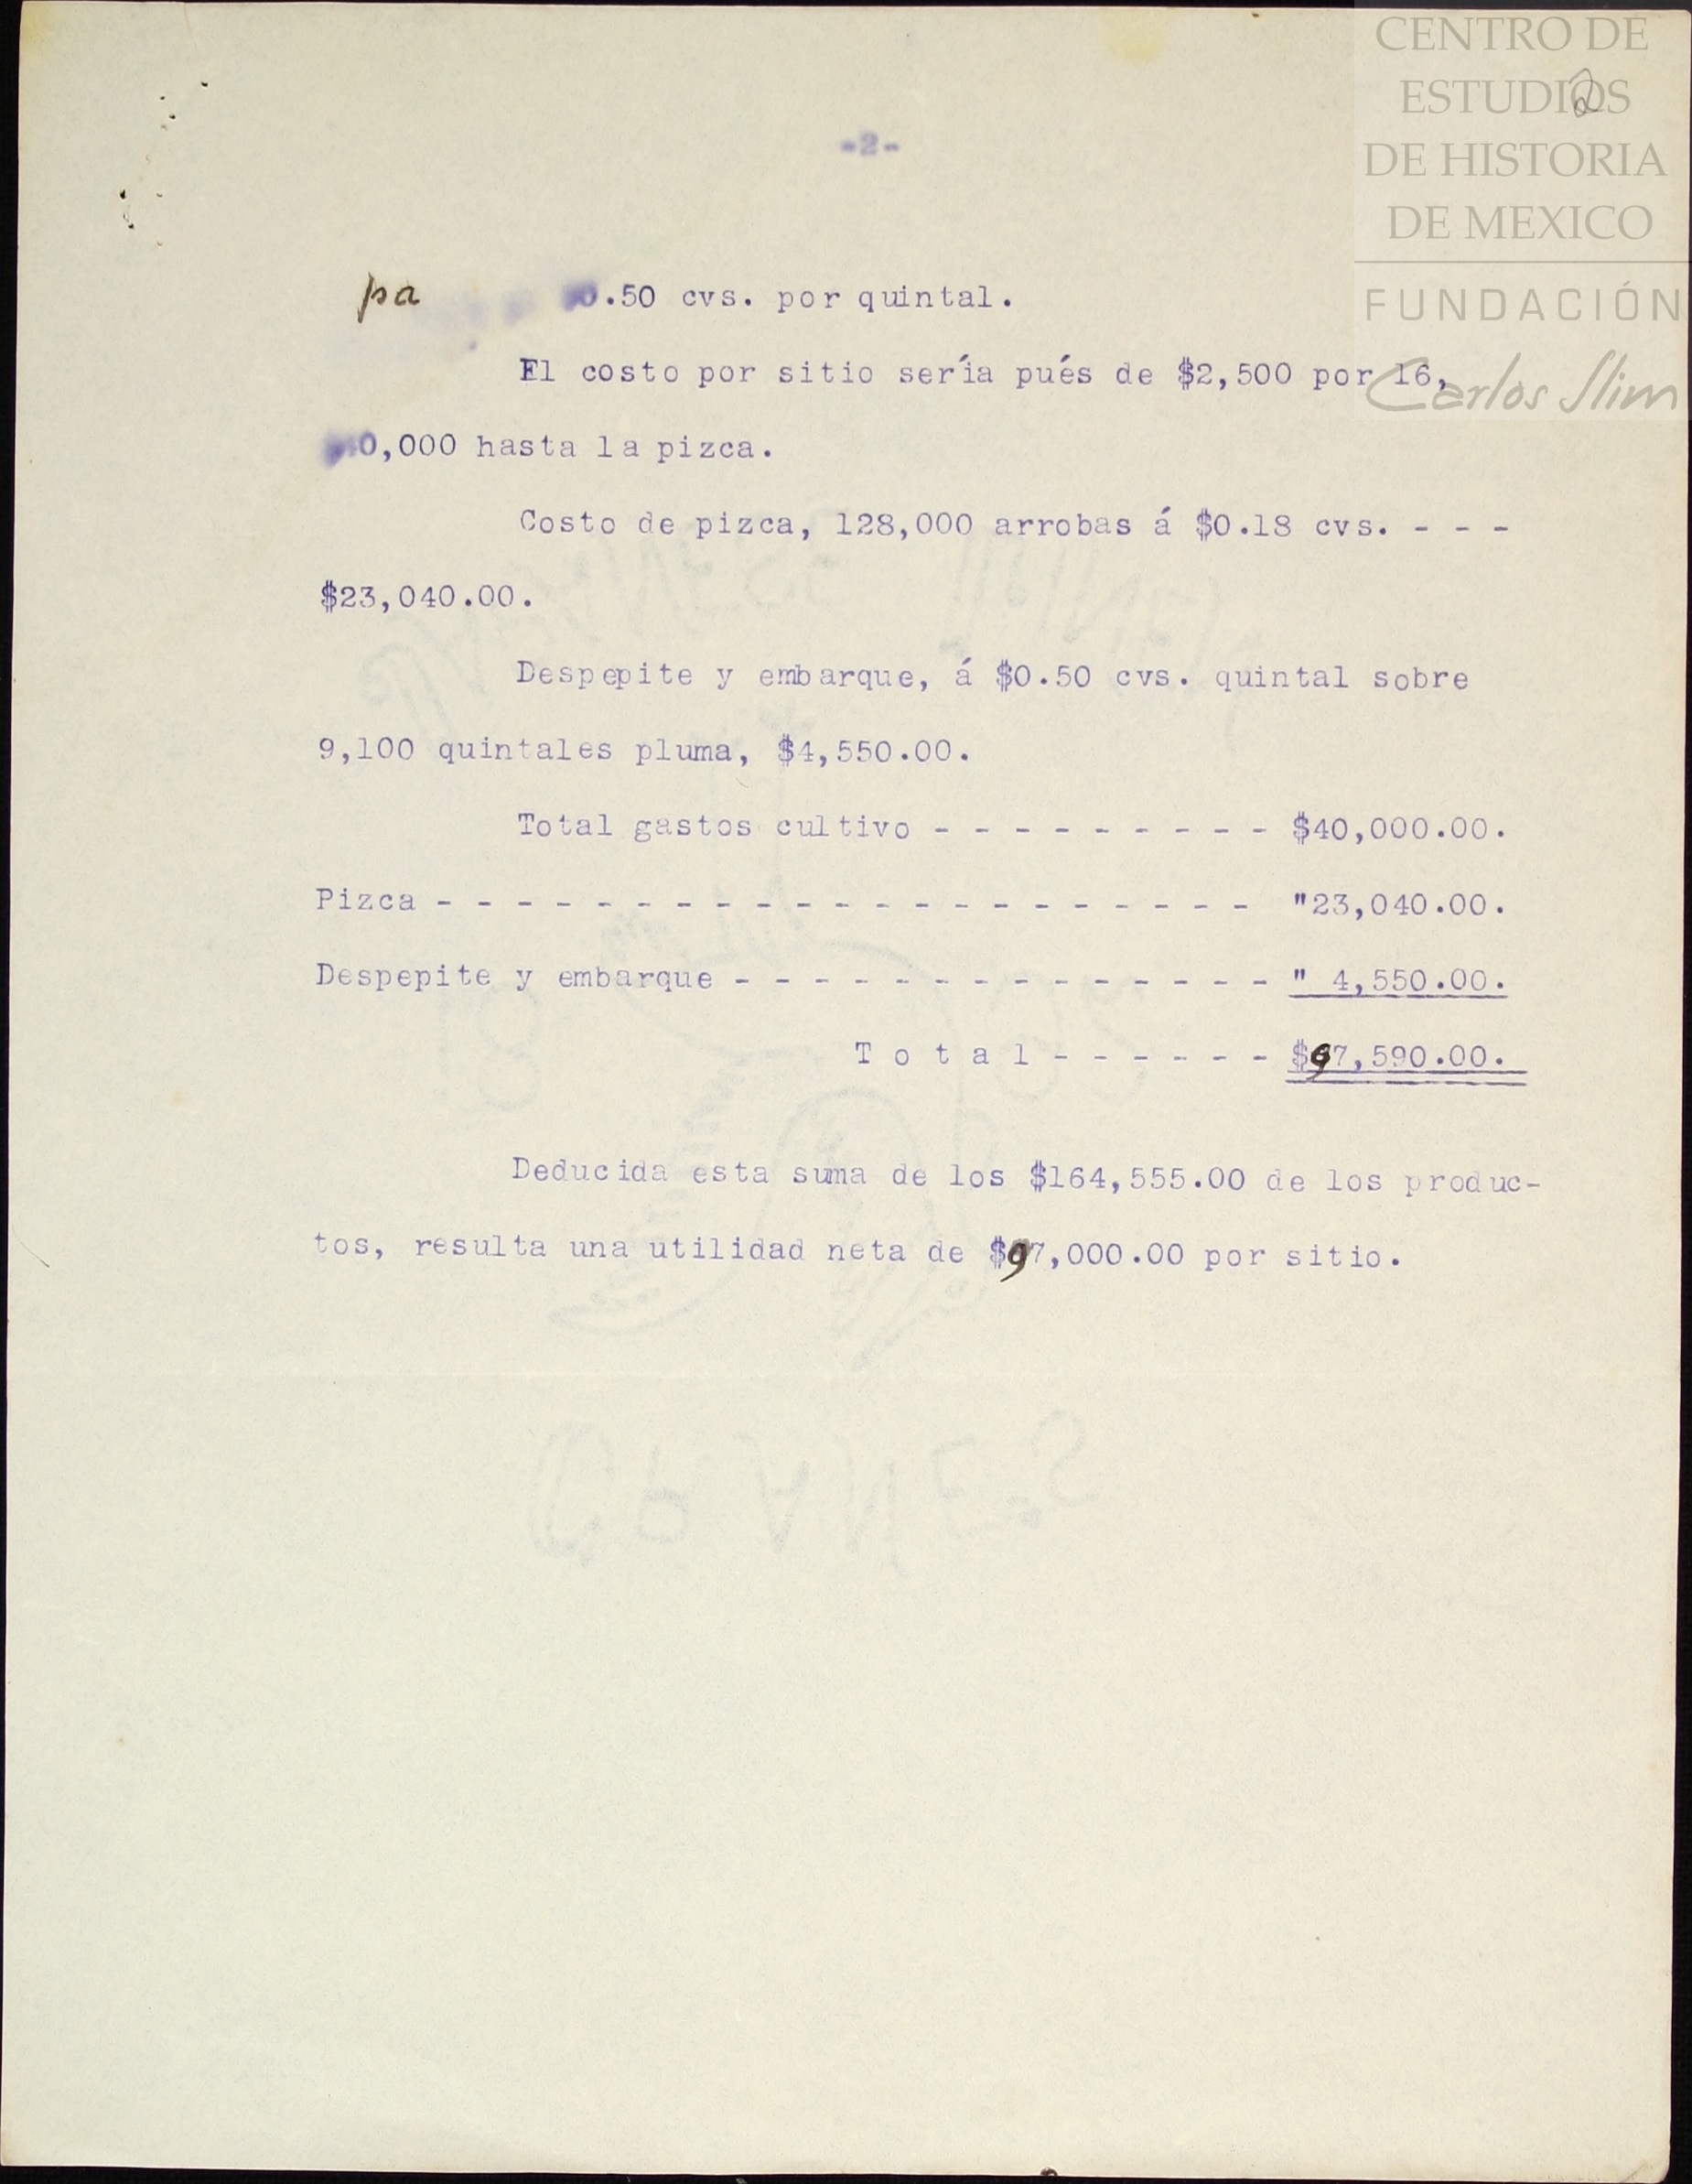 CENTRO DE
ESTUDIOS
DE HISTORIA
DE MEXICO
FUNDACIÓN
Carlos Slim
2
-2-
pa 0.50 cvs. por quintal.
El costo por sitio sería pués de $2,500 por 16,
$40,000 hasta la pizca.
Costo de pizca, 128,000 arrobas á $0.18 cvs. - - -
$23,040.00.
Despepite y embarque, á $0.50 cvs. quintal sobre
9,100 quintales pluma, $4,550.00.
Total gastos cultivo - - - - - - - - - $40,000.00.
Pizca - - - - - - - - - - - - - - - - - - - - - "23,040.00.
Despepite y embarque - - - - - - - - - - - - - - " 4,550.00.
T o t a l - - - - - - $97,590.00.
Deducida esta suma de los $164,555.00 de los produc-
tos, resulta una utilidad neta de $97,000.00 por sitio.